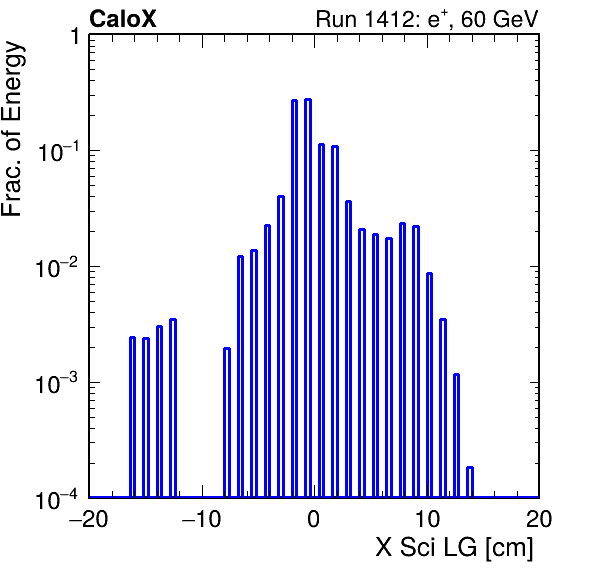 CaloX Run 1412: e⁺, 60 GeV
Frac. of Energy
1
10⁻¹
10⁻²
10⁻³
10⁻⁴
−20 −10 0 10 20
X Sci LG [cm]